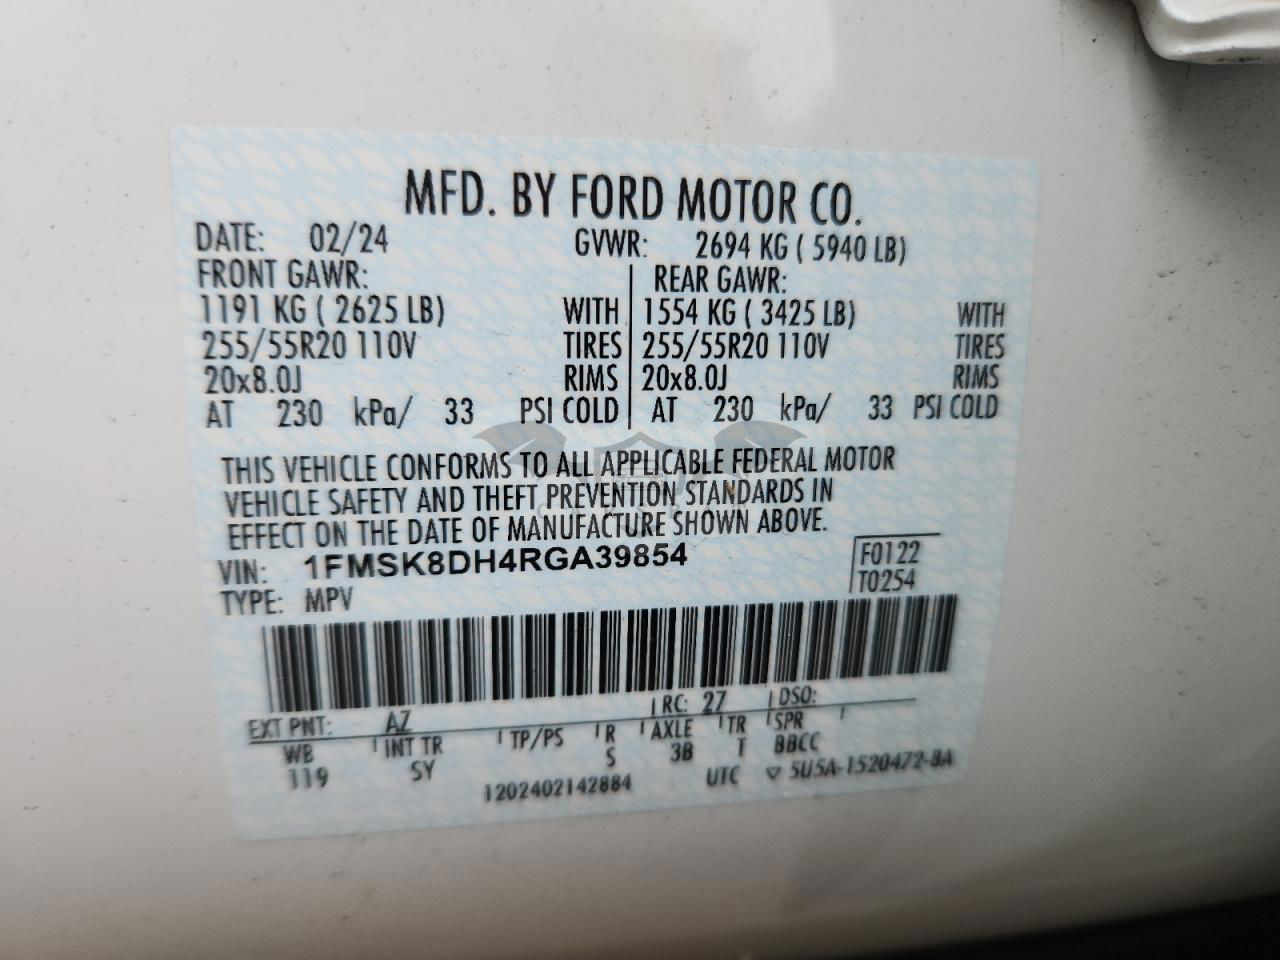 MFD. BY FORD MOTOR CO.
DATE: 02/24 GVWR: 2694 KG ( 5940 LB)
FRONT GAWR: REAR GAWR:
1191 KG ( 2625 LB) WITH 1554 KG ( 3425 LB) WITH
255/55R20 110V TIRES 255/55R20 110V TIRES
20x8.0J RIMS 20x8.0J RIMS
AT 230 kPa/ 33 PSI COLD AT 230 kPa/ 33 PSI COLD
THIS VEHICLE CONFORMS TO ALL APPLICABLE FEDERAL MOTOR
VEHICLE SAFETY AND THEFT PREVENTION STANDARDS IN
EFFECT ON THE DATE OF MANUFACTURE SHOWN ABOVE.
VIN: 1FMSK8DH4RGA39854 F0122
TYPE: MPV T0254
EXT PNT: AZ RC: 27 DSO:
WB INT TR TP/PS R AXLE TR SPR
119 SY S 3B T BBCC
1202402142884 UTC ▽ 5U5A-1520472-BA